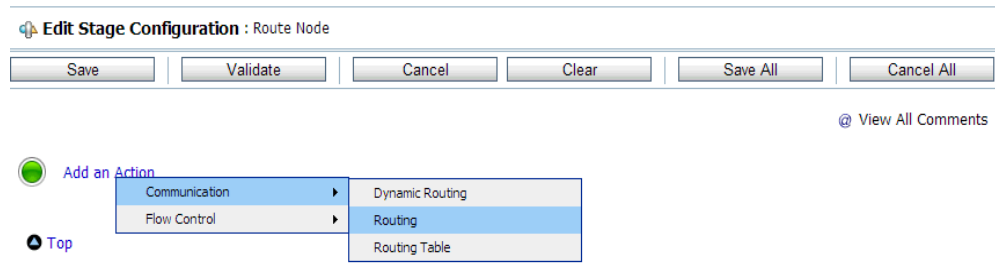 Edit Stage Configuration : Route Node
Save Validate Cancel Clear Save All Cancel All
@ View All Comments
Add an Action
Communication
Flow Control
Dynamic Routing
Routing
Routing Table
Top